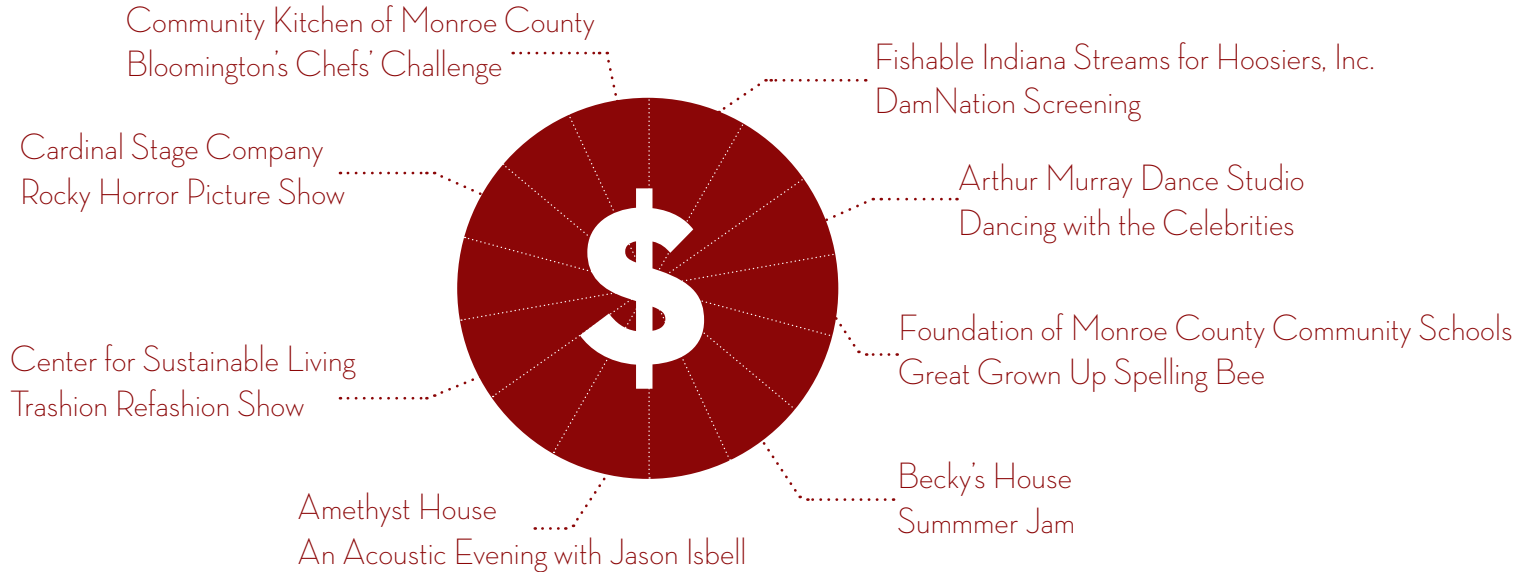 Community Kitchen of Monroe County
Bloomington's Chefs' Challenge
Fishable Indiana Streams for Hoosiers, Inc.
DamNation Screening
Cardinal Stage Company
Rocky Horror Picture Show
Arthur Murray Dance Studio
Dancing with the Celebrities
$
Foundation of Monroe County Community Schools
Great Grown Up Spelling Bee
Center for Sustainable Living
Trashion Refashion Show
Becky's House
Summmer Jam
Amethyst House
An Acoustic Evening with Jason Isbell